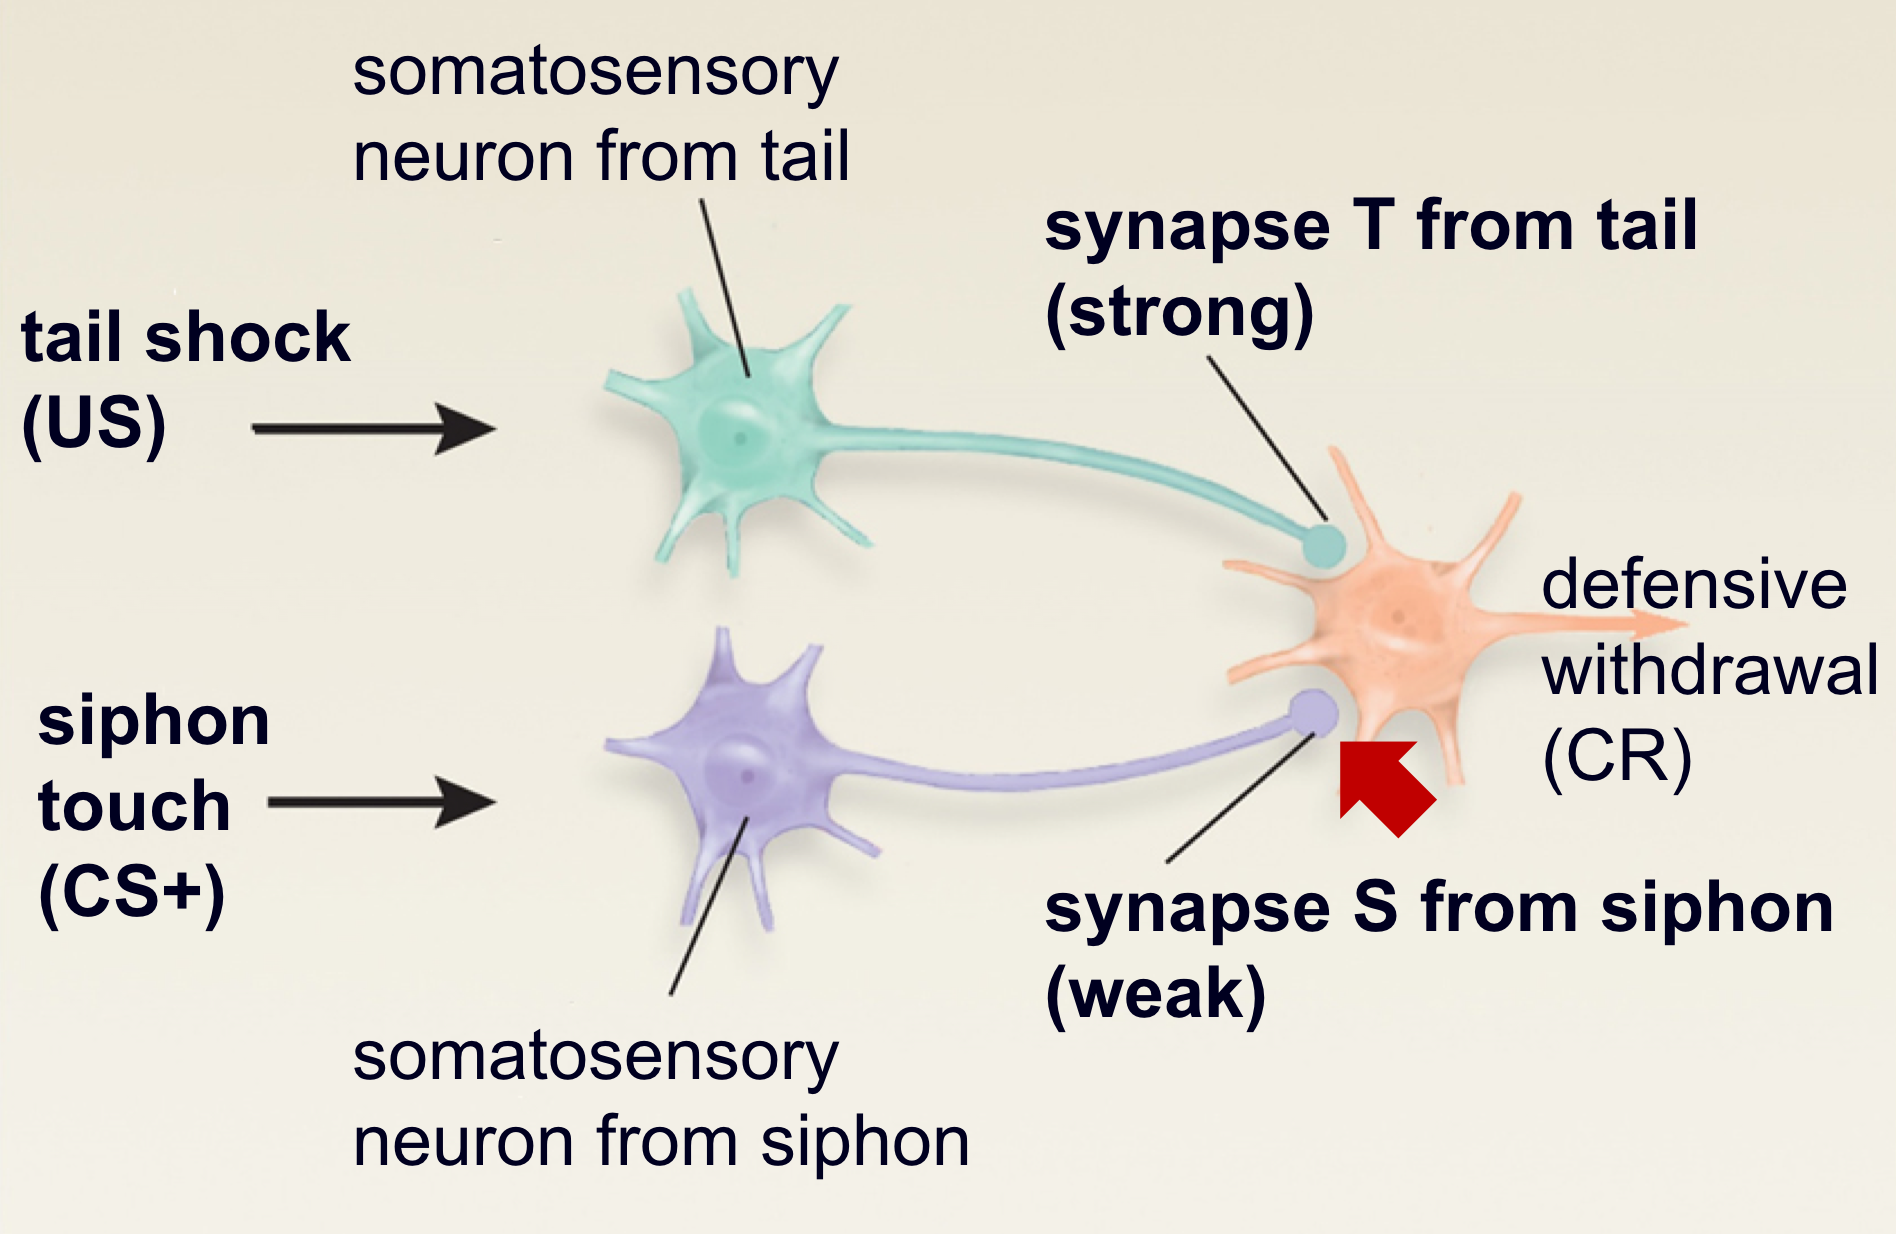 somatosensory
neuron from tail
synapse T from tail
(strong)
tail shock
(US)
defensive
withdrawal
(CR)
siphon
touch
(CS+)
synapse S from siphon
(weak)
somatosensory
neuron from siphon